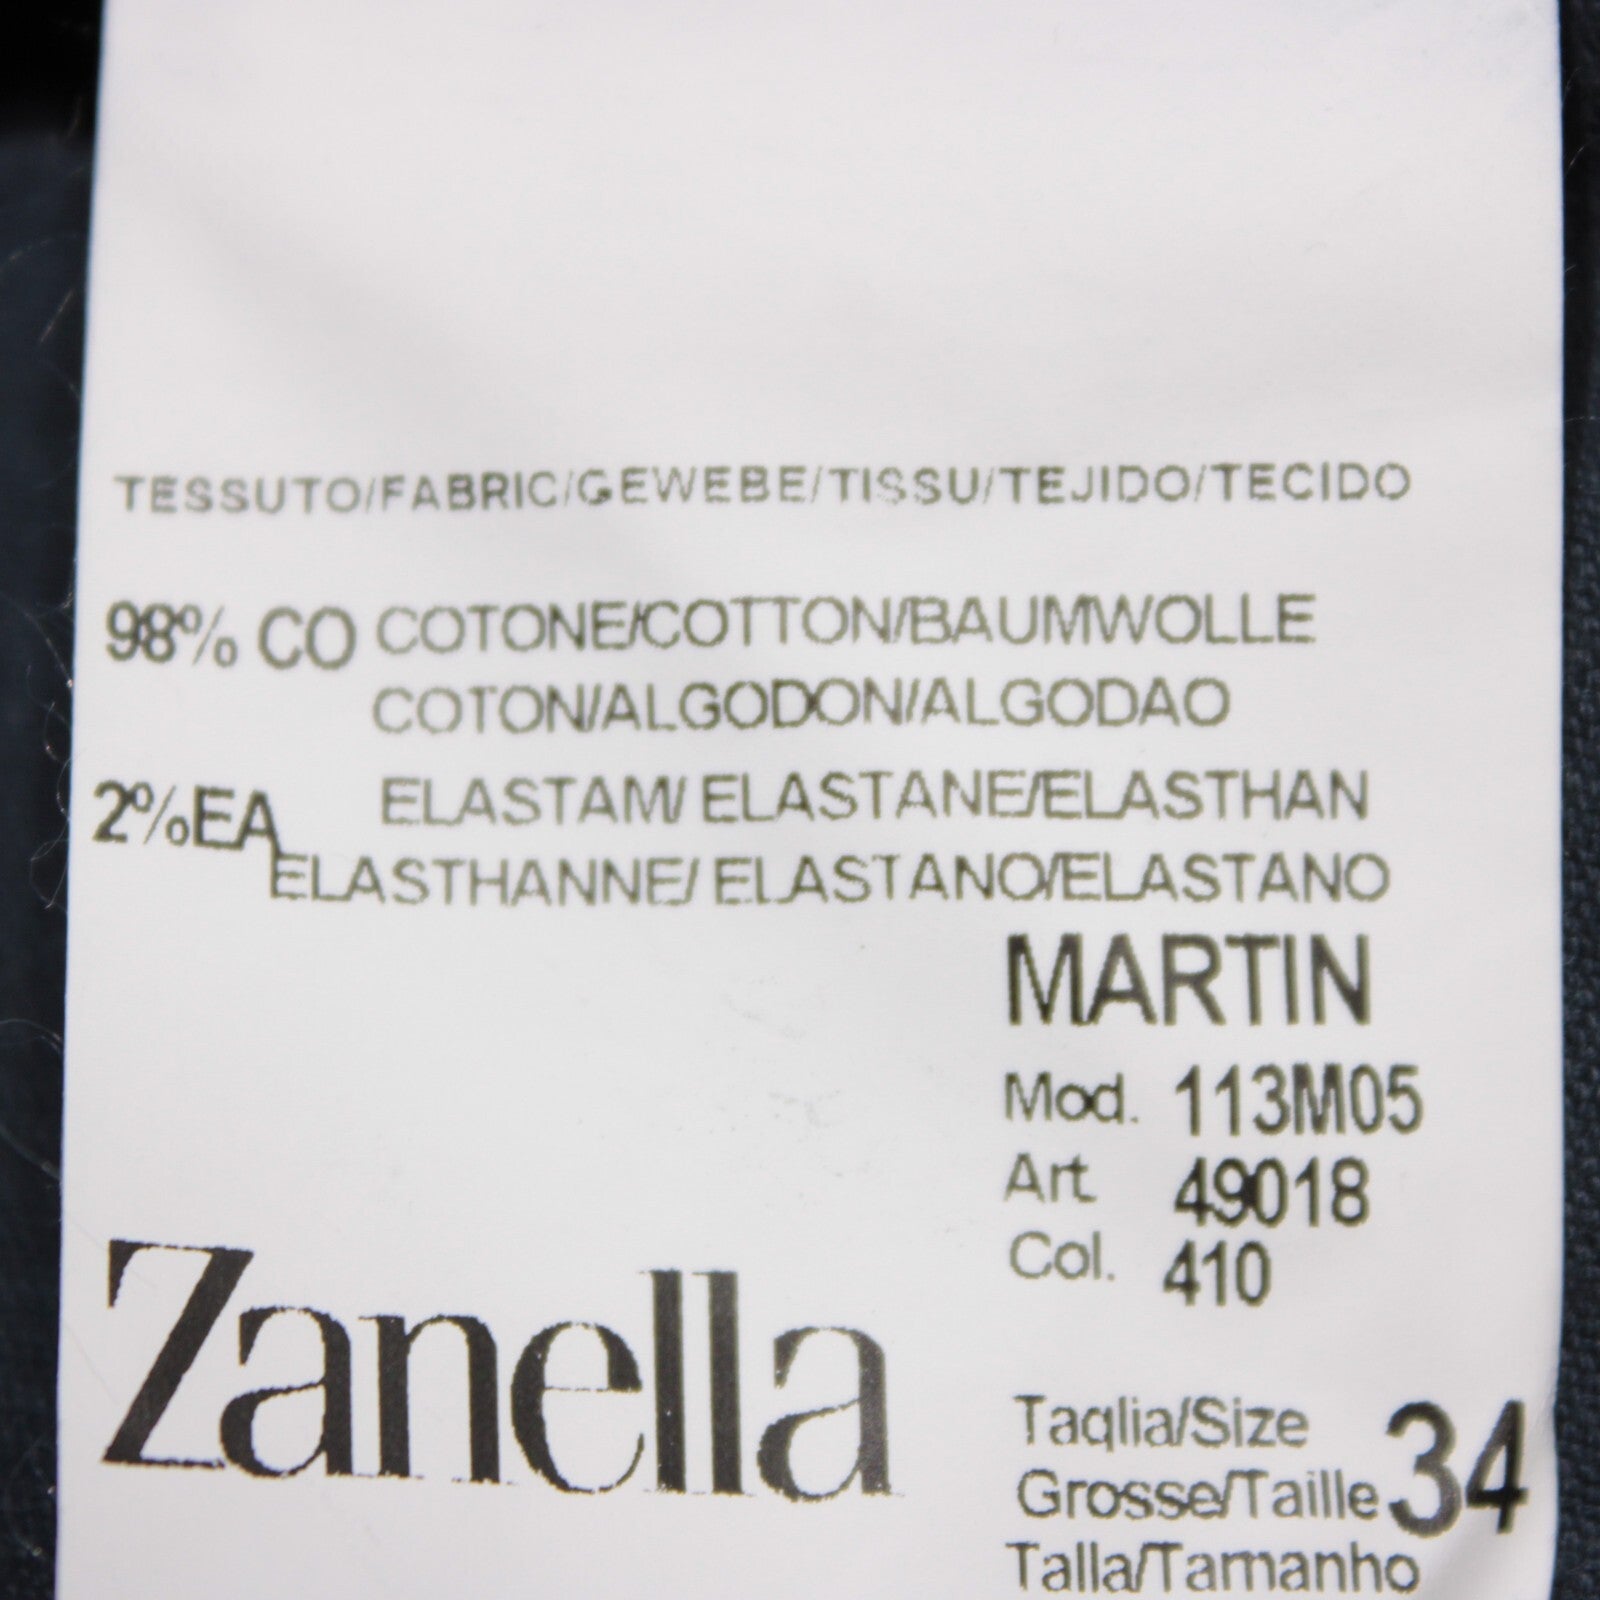 TESSUTO/FABRIC/GEWEBE/TISSU/TEJIDO/TECIDO
98% CO COTONE/COTTON/BAUMWOLLE
COTON/ALGODON/ALGODAO
2%EA ELASTAM/ ELASTANE/ELASTHAN
ELASTHANNE/ ELASTANO/ELASTANO
MARTIN
Mod. 113M05
Art. 49018
Col. 410
Zanella
Taglia/Size
Grosse/Taille 34
Talla/Tamanho